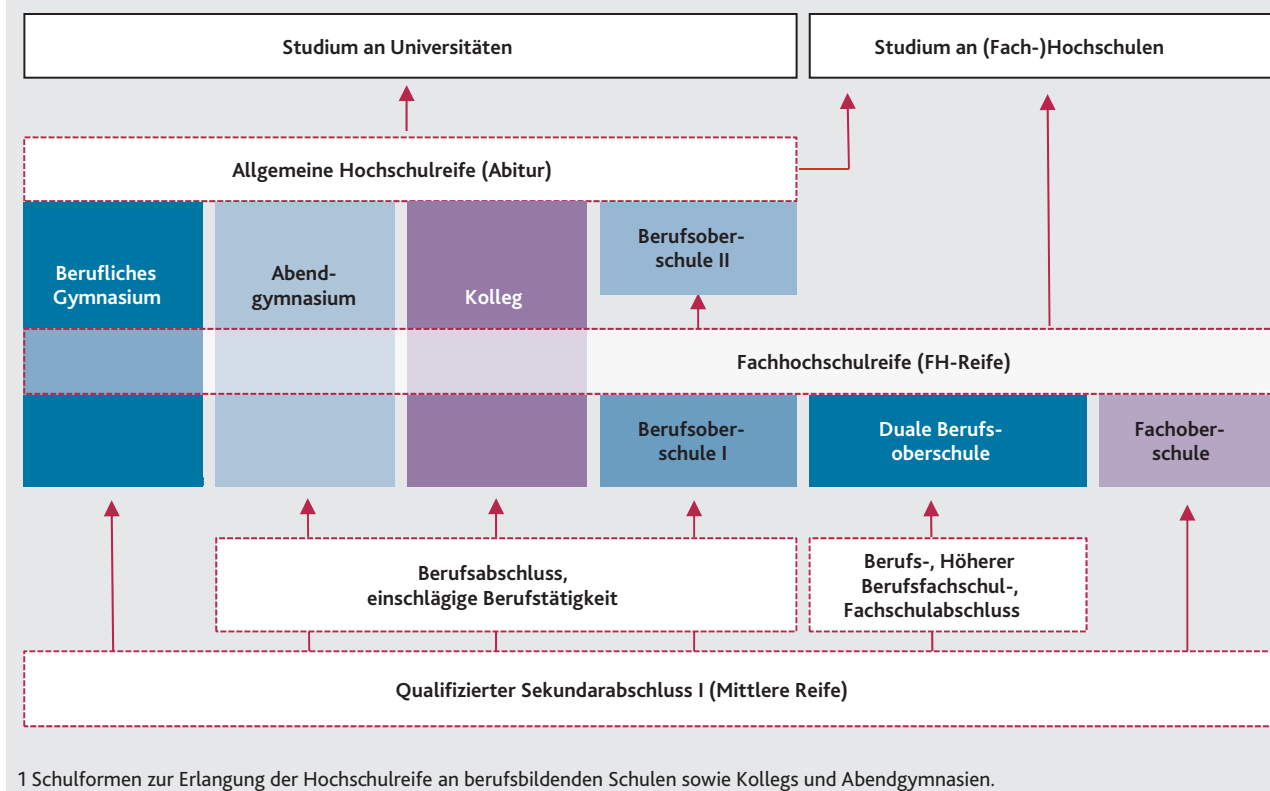 Studium an Universitäten
Studium an (Fach-)Hochschulen
Allgemeine Hochschulreife (Abitur)
Berufliches
Gymnasium
Abend-
gymnasium
Kolleg
Berufsober-
schule II
Fachhochschulreife (FH-Reife)
Berufsober-
schule I
Duale Berufs-
oberschule
Fachober-
schule
Berufsabschluss,
einschlägige Berufstätigkeit
Berufs-, Höherer
Berufsfachschul-,
Fachschulabschluss
Qualifizierter Sekundarabschluss I (Mittlere Reife)
1 Schulformen zur Erlangung der Hochschulreife an berufsbildenden Schulen sowie Kollegs und Abendgymnasien.